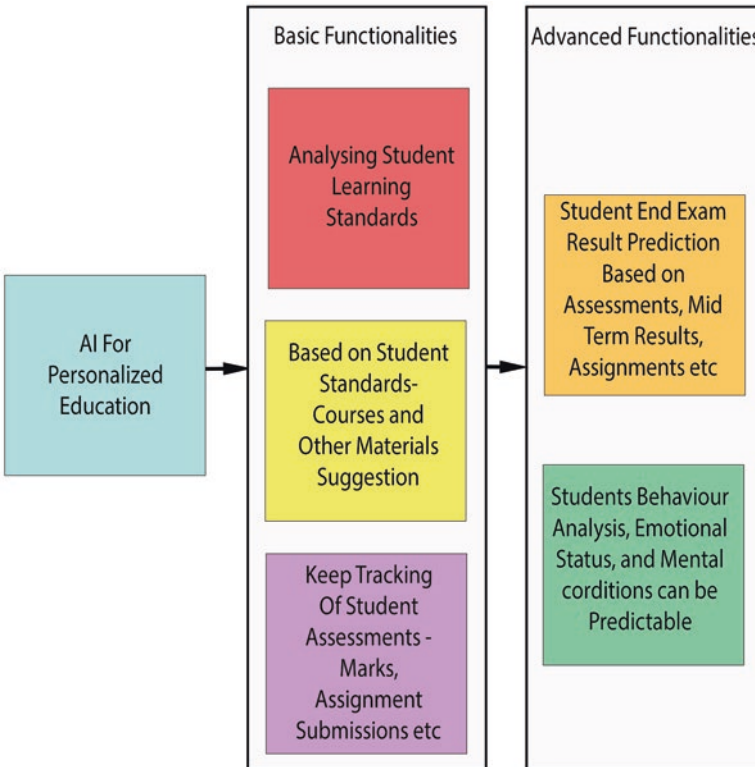 Basic Functionalities
Analysing Student
Learning
Standards
Based on Student
Standards-
Courses and
Other Materials
Suggestion
Keep Tracking
Of Student
Assessments -
Marks,
Assignment
Submissions etc
AI For
Personalized
Education
Advanced Functionalities
Student End Exam
Result Prediction
Based on
Assessments, Mid
Term Results,
Assignments etc
Students Behaviour
Analysis, Emotional
Status, and Mental
corditions can be
Predictable